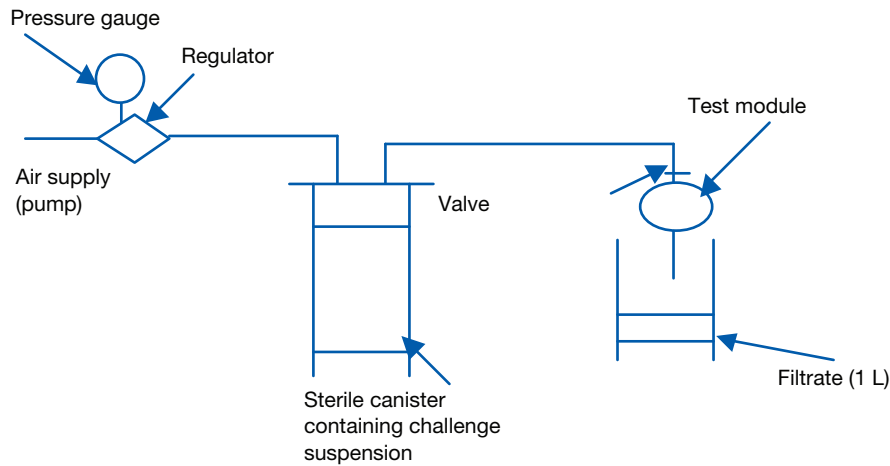 Pressure gauge
Regulator
Test module
Air supply
(pump)
Valve
Filtrate (1 L)
Sterile canister
containing challenge
suspension